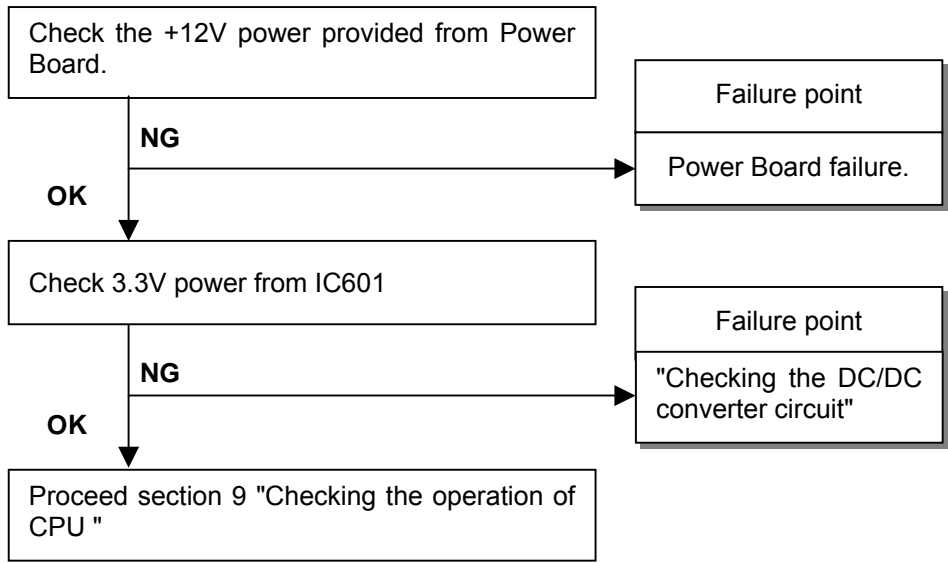 Check the +12V power provided from Power
Board.
Failure point
NG
Power Board failure.
OK
Check 3.3V power from IC601
Failure point
NG
"Checking the DC/DC
converter circuit"
OK
Proceed section 9 "Checking the operation of
CPU "